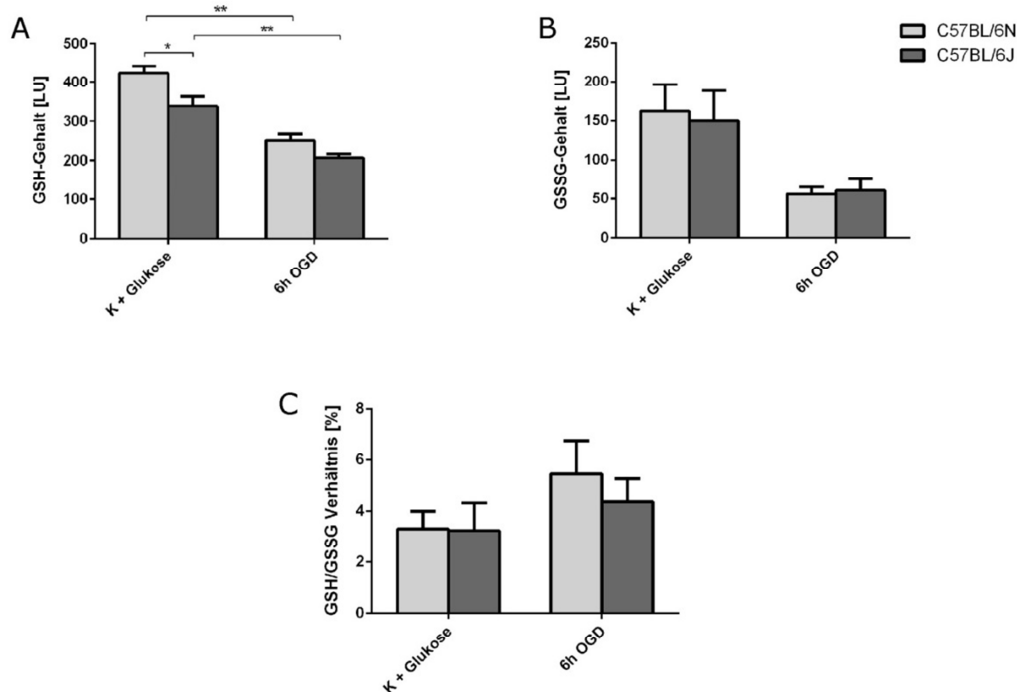 A
**
*
**
GSH-Gehalt [LU]
500
400
300
200
100
0
K + Glukose
6h OGD
B
C57BL/6N
C57BL/6J
GSSG-Gehalt [LU]
250
200
150
100
50
0
K + Glukose
6h OGD
C
GSH/GSSG Verhältnis [%]
8
6
4
2
0
K + Glukose
6h OGD